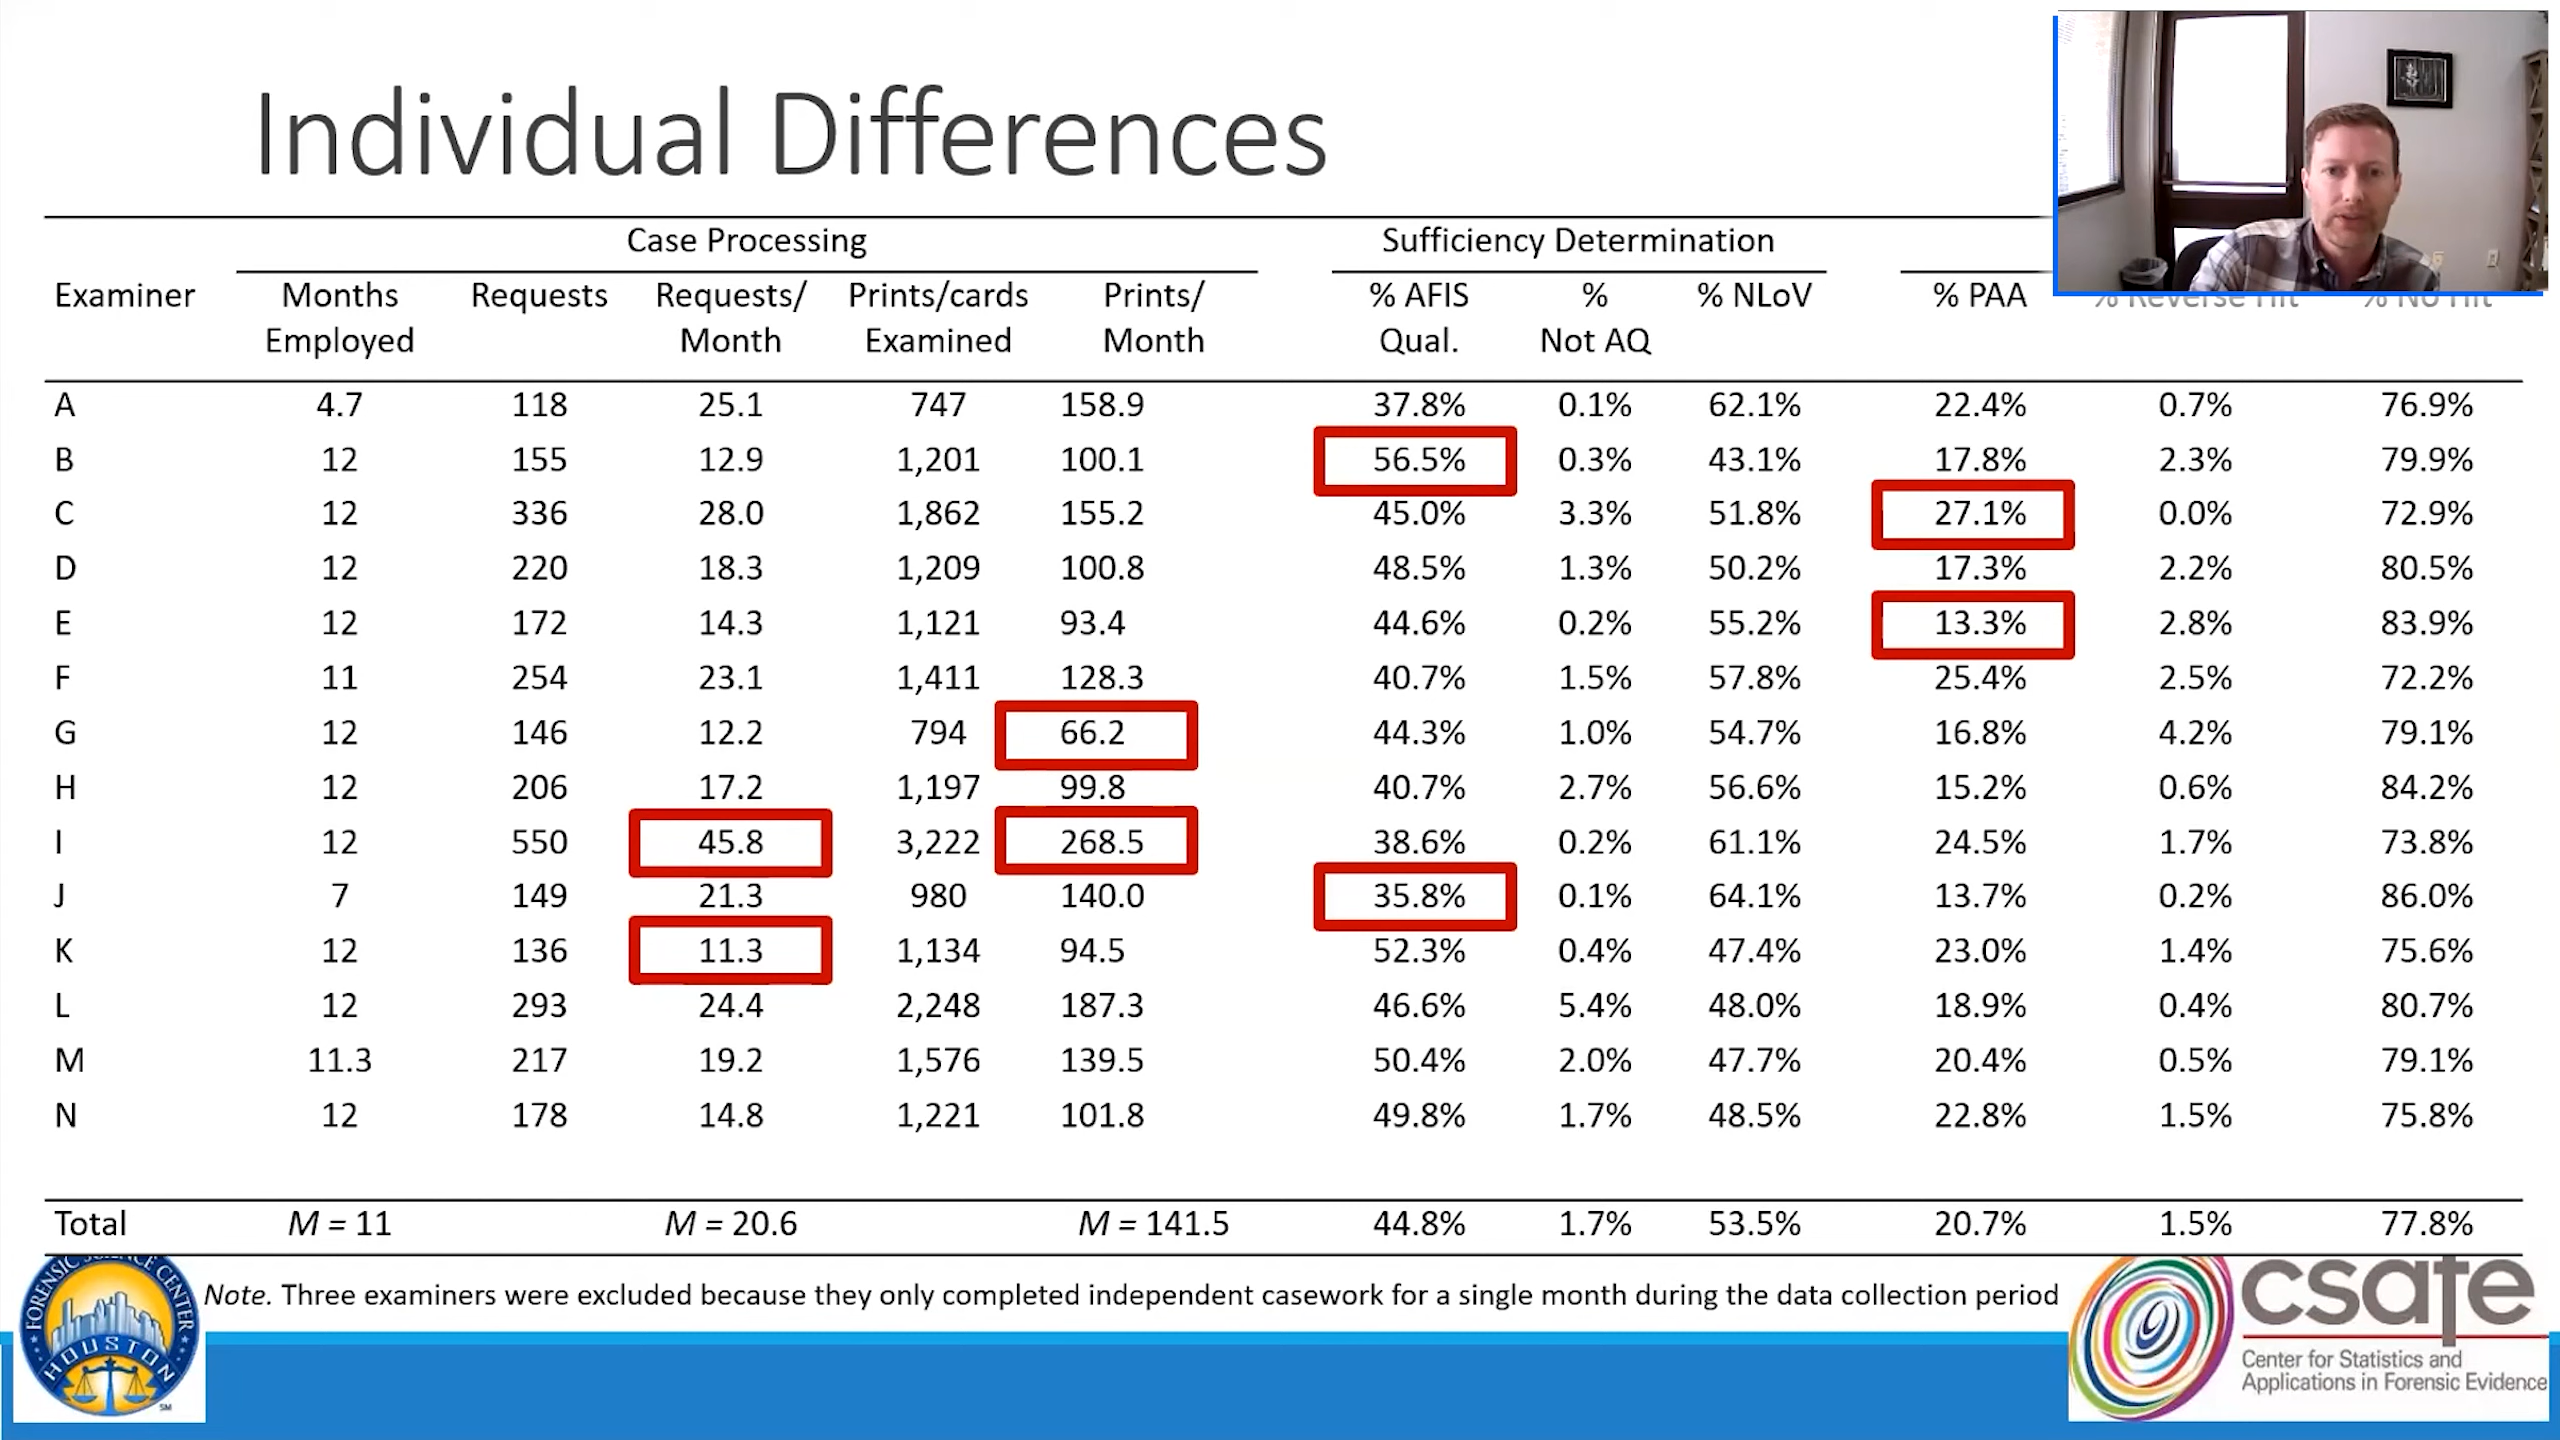 Individual Differences
Case Processing Sufficiency Determination
Examiner Months Requests Requests/ Prints/cards Prints/ % AFIS % % NLoV % PAA % Reverse Hit % No Hit
Employed Month Examined Month Qual. Not AQ
A 4.7 118 25.1 747 158.9 37.8% 0.1% 62.1% 22.4% 0.7% 76.9%
B 12 155 12.9 1,201 100.1 56.5% 0.3% 43.1% 17.8% 2.3% 79.9%
C 12 336 28.0 1,862 155.2 45.0% 3.3% 51.8% 27.1% 0.0% 72.9%
D 12 220 18.3 1,209 100.8 48.5% 1.3% 50.2% 17.3% 2.2% 80.5%
E 12 172 14.3 1,121 93.4 44.6% 0.2% 55.2% 13.3% 2.8% 83.9%
F 11 254 23.1 1,411 128.3 40.7% 1.5% 57.8% 25.4% 2.5% 72.2%
G 12 146 12.2 794 66.2 44.3% 1.0% 54.7% 16.8% 4.2% 79.1%
H 12 206 17.2 1,197 99.8 40.7% 2.7% 56.6% 15.2% 0.6% 84.2%
I 12 550 45.8 3,222 268.5 38.6% 0.2% 61.1% 24.5% 1.7% 73.8%
J 7 149 21.3 980 140.0 35.8% 0.1% 64.1% 13.7% 0.2% 86.0%
K 12 136 11.3 1,134 94.5 52.3% 0.4% 47.4% 23.0% 1.4% 75.6%
L 12 293 24.4 2,248 187.3 46.6% 5.4% 48.0% 18.9% 0.4% 80.7%
M 11.3 217 19.2 1,576 139.5 50.4% 2.0% 47.7% 20.4% 0.5% 79.1%
N 12 178 14.8 1,221 101.8 49.8% 1.7% 48.5% 22.8% 1.5% 75.8%
Total M = 11 M = 20.6 M = 141.5 44.8% 1.7% 53.5% 20.7% 1.5% 77.8%
Note. Three examiners were excluded because they only completed independent casework for a single month during the data collection period
FORENSIC SCIENCE CENTER
HOUSTON
SM
csafe
Center for Statistics and
Applications in Forensic Evidence